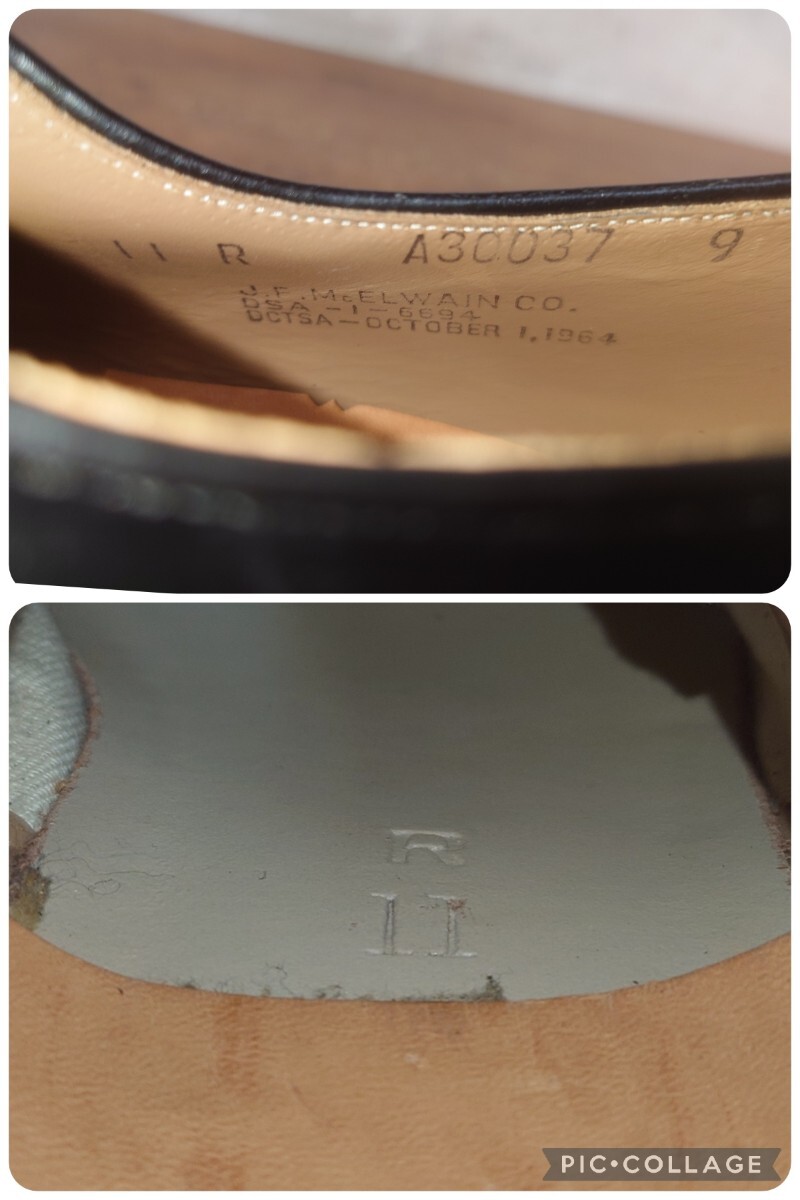 11 R A30037 9
J.F. McELWAIN CO.
DSA -1-6694
DCTSA-OCTOBER 1,1964
R
11
PIC•COLLAGE